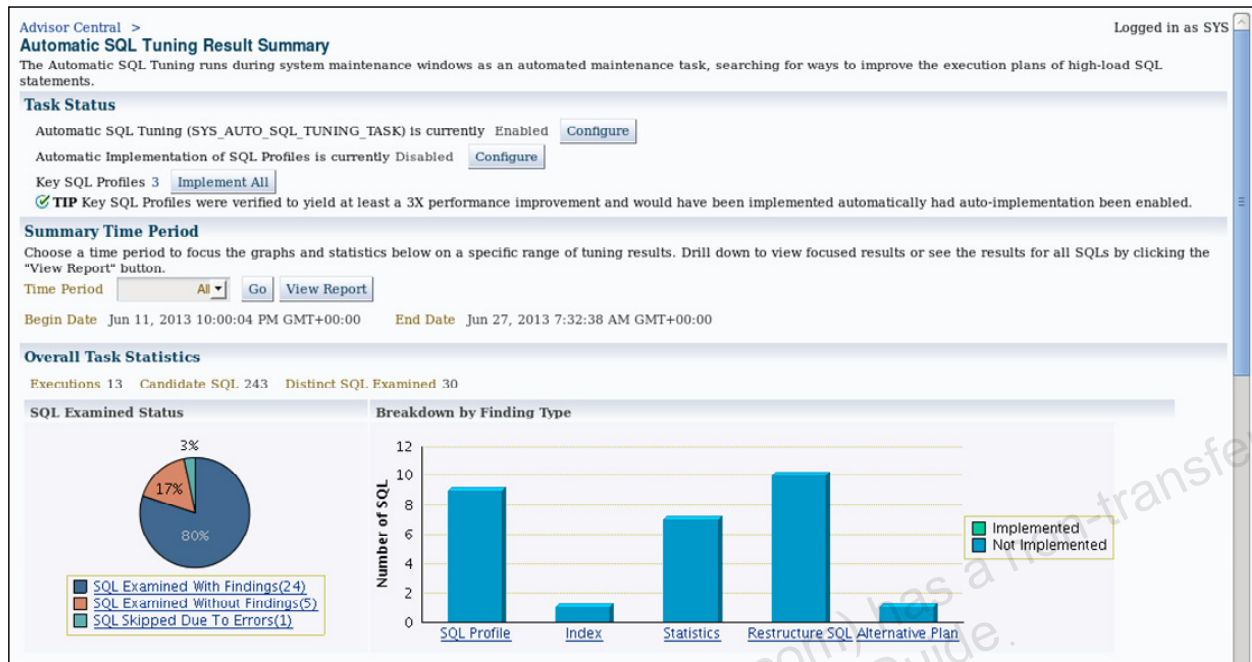 Advisor Central >
Logged in as SYS
Automatic SQL Tuning Result Summary
The Automatic SQL Tuning runs during system maintenance windows as an automated maintenance task, searching for ways to improve the execution plans of high-load SQL
statements.
Task Status
Automatic SQL Tuning (SYS_AUTO_SQL_TUNING_TASK) is currently Enabled Configure
Automatic Implementation of SQL Profiles is currently Disabled Configure
Key SQL Profiles 3 Implement All
TIP Key SQL Profiles were verified to yield at least a 3X performance improvement and would have been implemented automatically had auto-implementation been enabled.
Summary Time Period
Choose a time period to focus the graphs and statistics below on a specific range of tuning results. Drill down to view focused results or see the results for all SQLs by clicking the
"View Report" button.
Time Period All Go View Report
Begin Date Jun 11, 2013 10:00:04 PM GMT+00:00 End Date Jun 27, 2013 7:32:38 AM GMT+00:00
Overall Task Statistics
Executions 13 Candidate SQL 243 Distinct SQL Examined 30
SQL Examined Status
3%
17%
80%
SQL Examined With Findings(24)
SQL Examined Without Findings(5)
SQL Skipped Due To Errors(1)
Breakdown by Finding Type
Number of SQL
12
10
8
6
4
2
0
SQL Profile Index Statistics Restructure SQL Alternative Plan
Implemented
Not Implemented
has a non-transfe
com)
Guide.